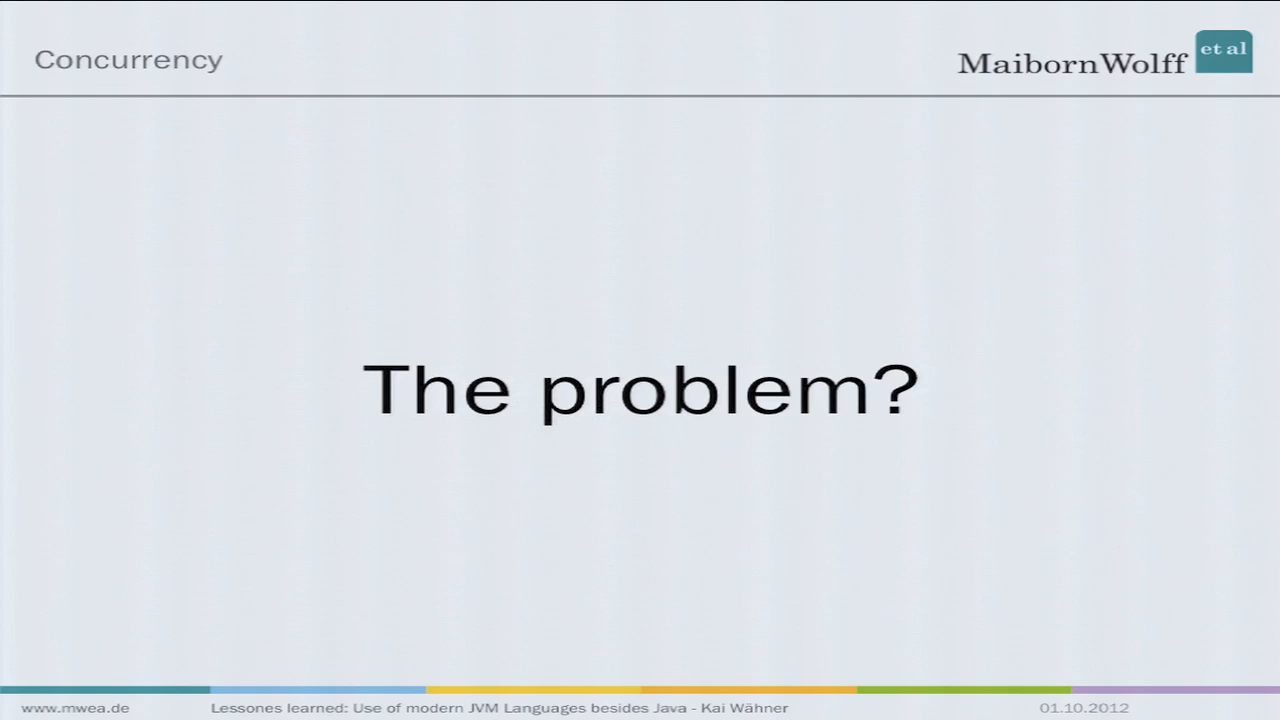 Concurrency
MaibornWolff et al
The problem?
www.mwea.de
Lessones learned: Use of modern JVM Languages besides Java - Kai Wähner
01.10.2012